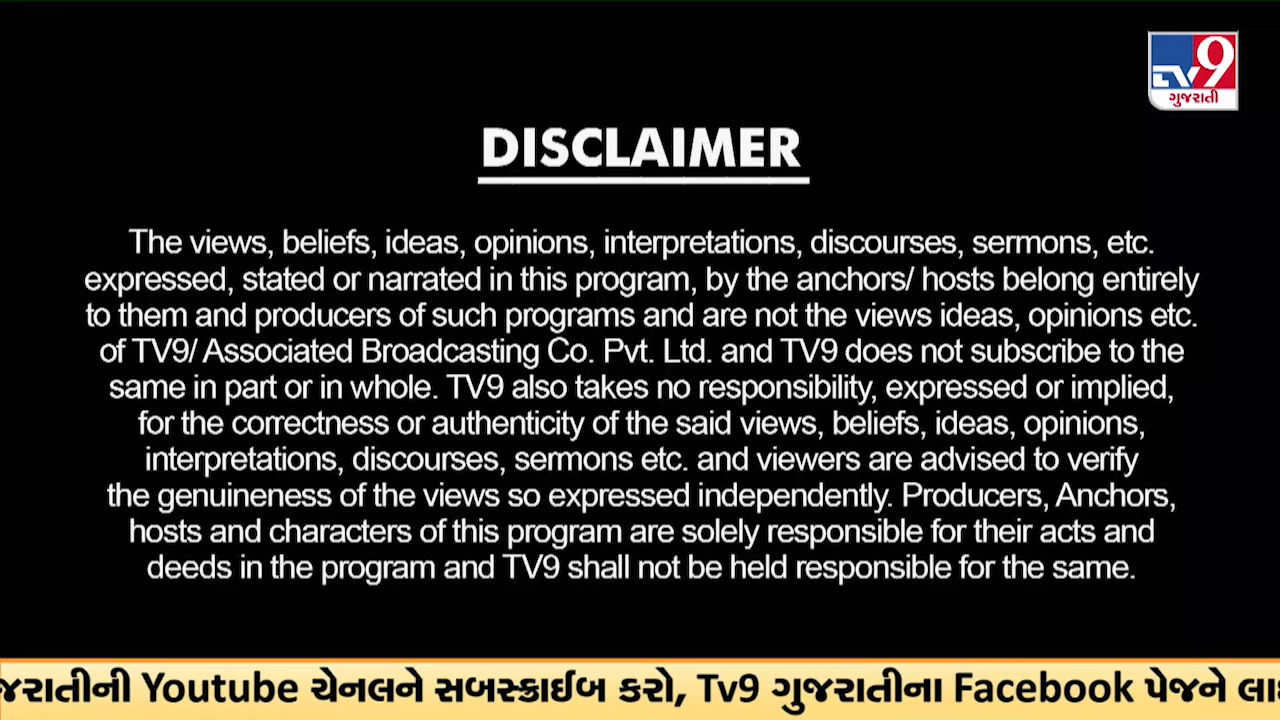 TV9
ગુજરાતી
DISCLAIMER
The views, beliefs, ideas, opinions, interpretations, discourses, sermons, etc.
expressed, stated or narrated in this program, by the anchors/ hosts belong entirely
to them and producers of such programs and are not the views ideas, opinions etc.
of TV9/ Associated Broadcasting Co. Pvt. Ltd. and TV9 does not subscribe to the
same in part or in whole. TV9 also takes no responsibility, expressed or implied,
for the correctness or authenticity of the said views, beliefs, ideas, opinions,
interpretations, discourses, sermons etc. and viewers are advised to verify
the genuineness of the views so expressed independently. Producers, Anchors,
hosts and characters of this program are solely responsible for their acts and
deeds in the program and TV9 shall not be held responsible for the same.
જરાતીની Youtube ચેનલને સબસ્ક્રાઈબ કરો, Tv9 ગુજરાતીના Facebook પેજને